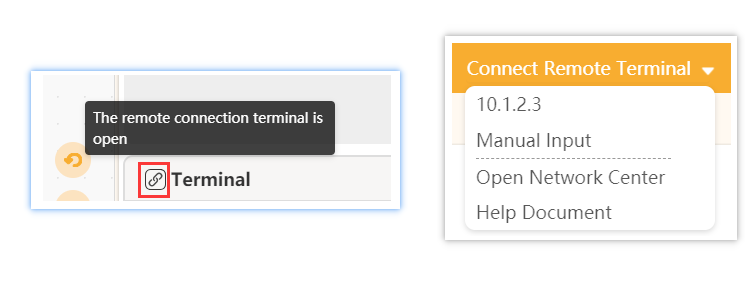 The remote connection terminal is
open
Terminal
Connect Remote Terminal
10.1.2.3
Manual Input
Open Network Center
Help Document